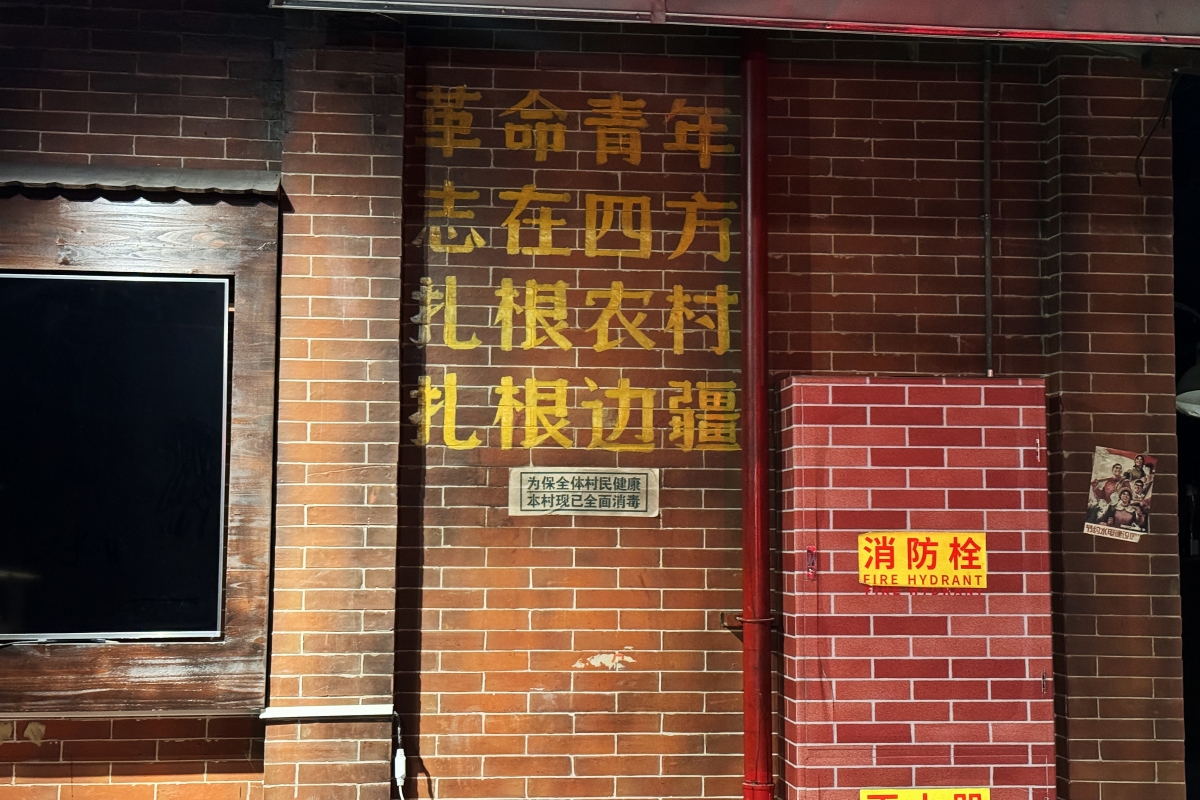 革命青年
志在四方
扎根农村
扎根边疆
为保全体村民健康
本村现已全面消毒
消防栓
FIRE HYDRANT